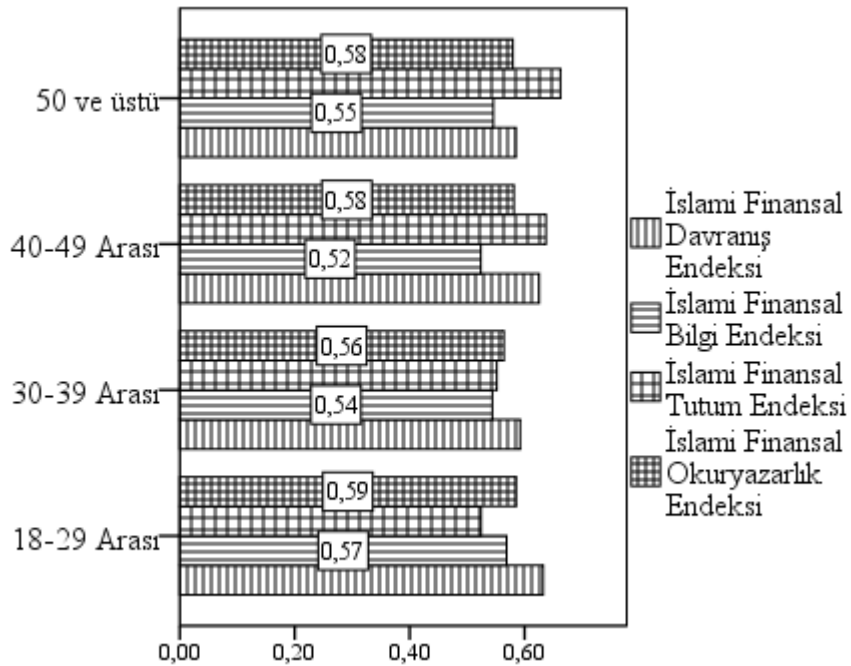 50 ve üstü
0,58
0,55
40-49 Arası
0,58
0,52
30-39 Arası
0,56
0,54
18-29 Arası
0,59
0,57
0,00 0,20 0,40 0,60
İslami Finansal
Davranış
Endeksi
İslami Finansal
Bilgi Endeksi
İslami Finansal
Tutum Endeksi
İslami Finansal
Okuryazarlık
Endeksi